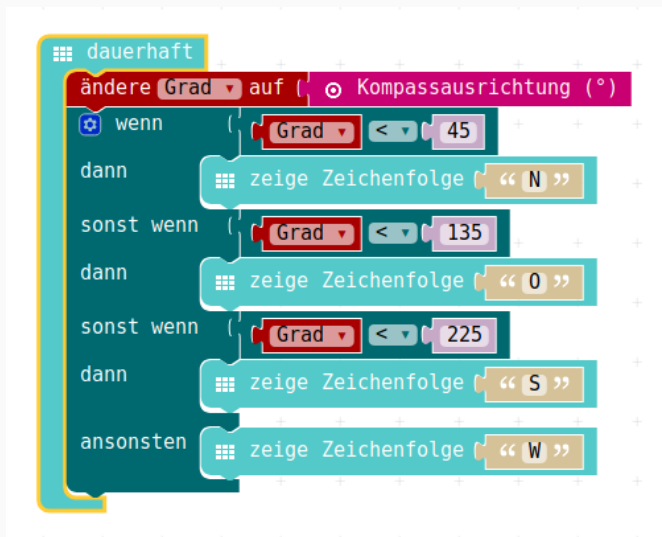 dauerhaft
ändere Grad auf Kompassausrichtung (°)
wenn Grad < 45
dann zeige Zeichenfolge “ N ”
sonst wenn Grad < 135
dann zeige Zeichenfolge “ O ”
sonst wenn Grad < 225
dann zeige Zeichenfolge “ S ”
ansonsten zeige Zeichenfolge “ W ”